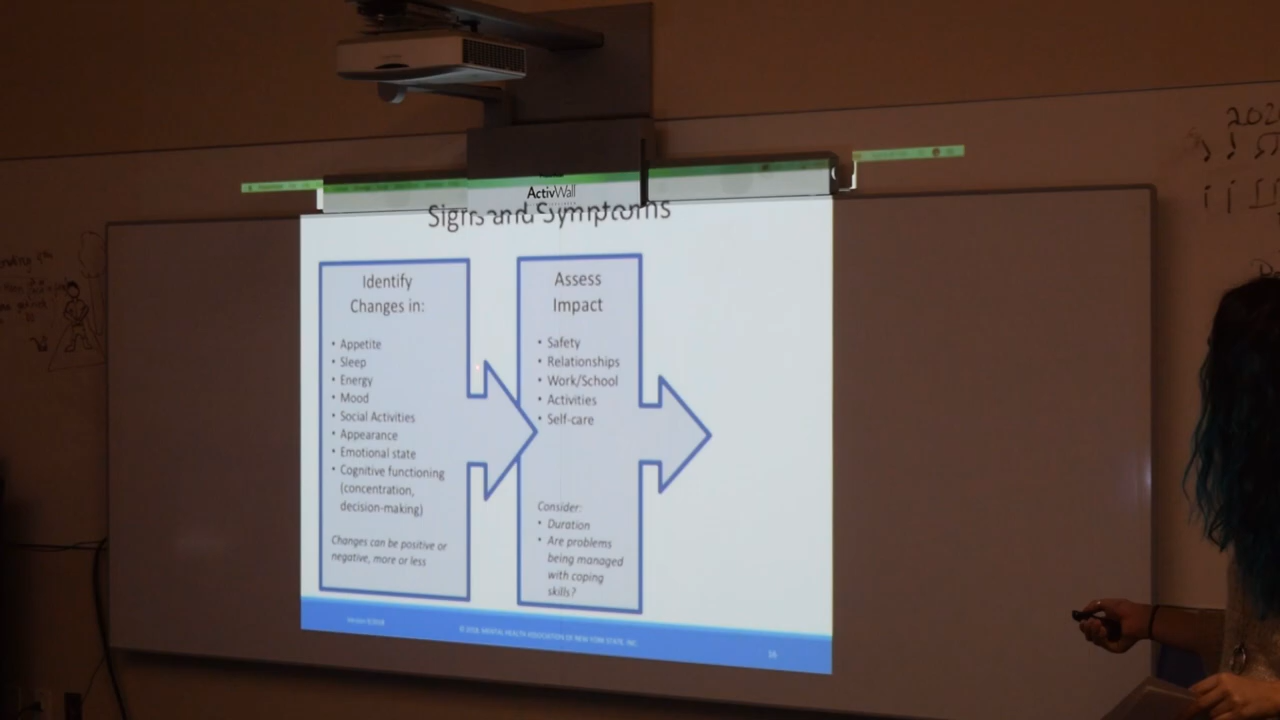 202
ActivWall
Signs and Symptoms
Identify
Changes in:
• Appetite
• Sleep
• Energy
• Mood
• Social Activities
• Appearance
• Emotional state
• Cognitive functioning
(concentration,
decision-making)
Changes can be positive or
negative, more or less
Assess
Impact
• Safety
• Relationships
• Work/School
• Activities
• Self-care
Consider:
• Duration
• Are problems
being managed
with coping
skills?
© 2018, MENTAL HEALTH ASSOCIATION OF NEW YORK STATE, INC.
16